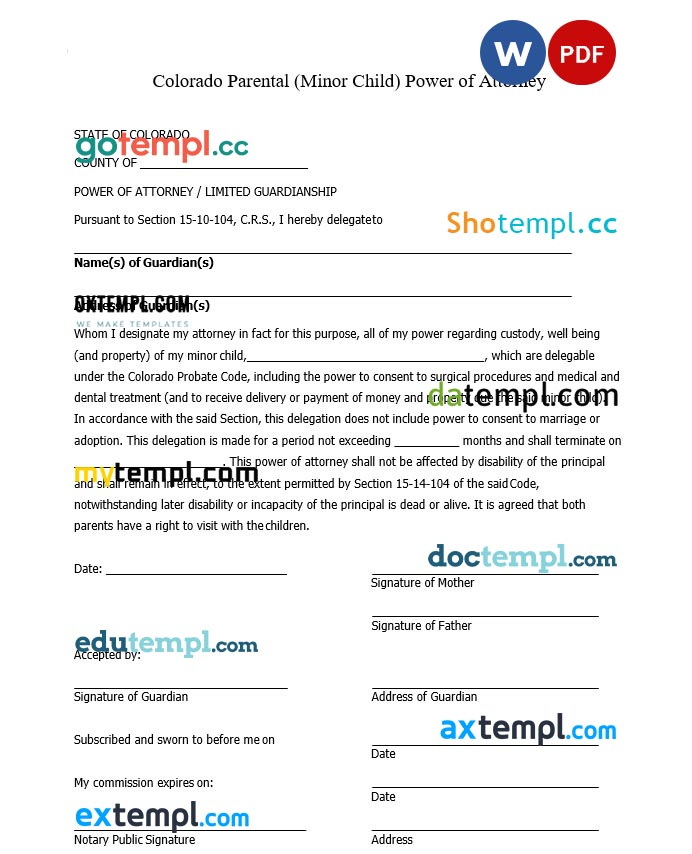 W PDF
Colorado Parental (Minor Child) Power of Attorney
STATE OF COLORADO
gotempl.cc
COUNTY OF
POWER OF ATTORNEY / LIMITED GUARDIANSHIP
Pursuant to Section 15-10-104, C.R.S., I hereby delegate to
Shotempl.cc
Name(s) of Guardian(s)
OXTEMPL.COM
Address of Guardian(s)
WE MAKE TEMPLATES
Whom I designate my attorney in fact for this purpose, all of my power regarding custody, well being
(and property) of my minor child,________, which are delegable
under the Colorado Probate Code, including the power to consent to surgical procedures and medical and
dental treatment (and to receive delivery or payment of money and property due the said minor child).
datempl.com
In accordance with the said Section, this delegation does not include power to consent to marriage or
adoption. This delegation is made for a period not exceeding ________ months and shall terminate on
________. This power of attorney shall not be affected by disability of the principal
mytempl.com
and shall remain in effect, to the extent permitted by Section 15-14-104 of the said Code,
notwithstanding later disability or incapacity of the principal is dead or alive. It is agreed that both
parents have a right to visit with the children.
doctempl.com
Date:
Signature of Mother
Signature of Father
edutempl.com
Accepted by:
Signature of Guardian Address of Guardian
axtempl.com
Subscribed and sworn to before me on
Date
My commission expires on:
Date
extempl.com
Notary Public Signature Address